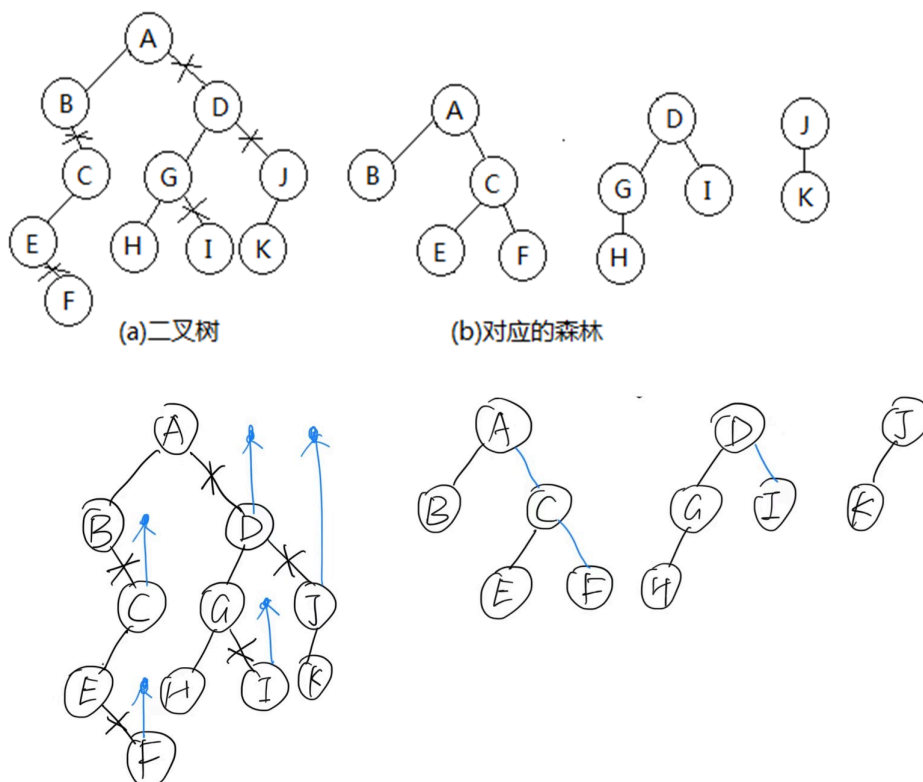 A
B D
C G J
E H I K
F
(a)二叉树
A
B C
E F
D
G I
H
J
K
(b)对应的森林
A
B D
C G J
E H I K
F
A
B C
E F
D
G I
H
J
K